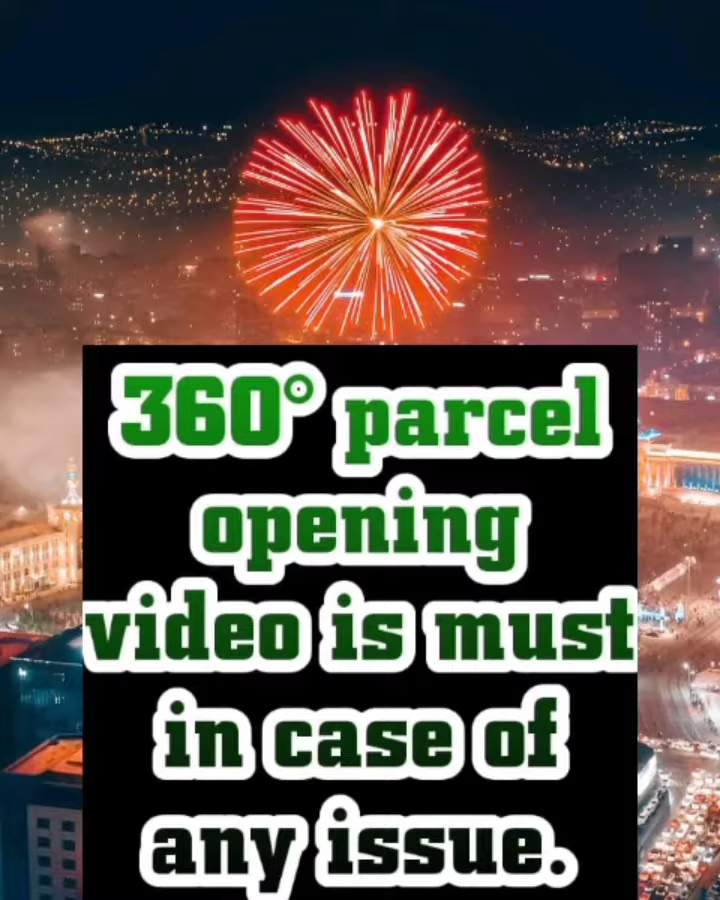 360° parcel
opening
video is must
in case of
any issue.